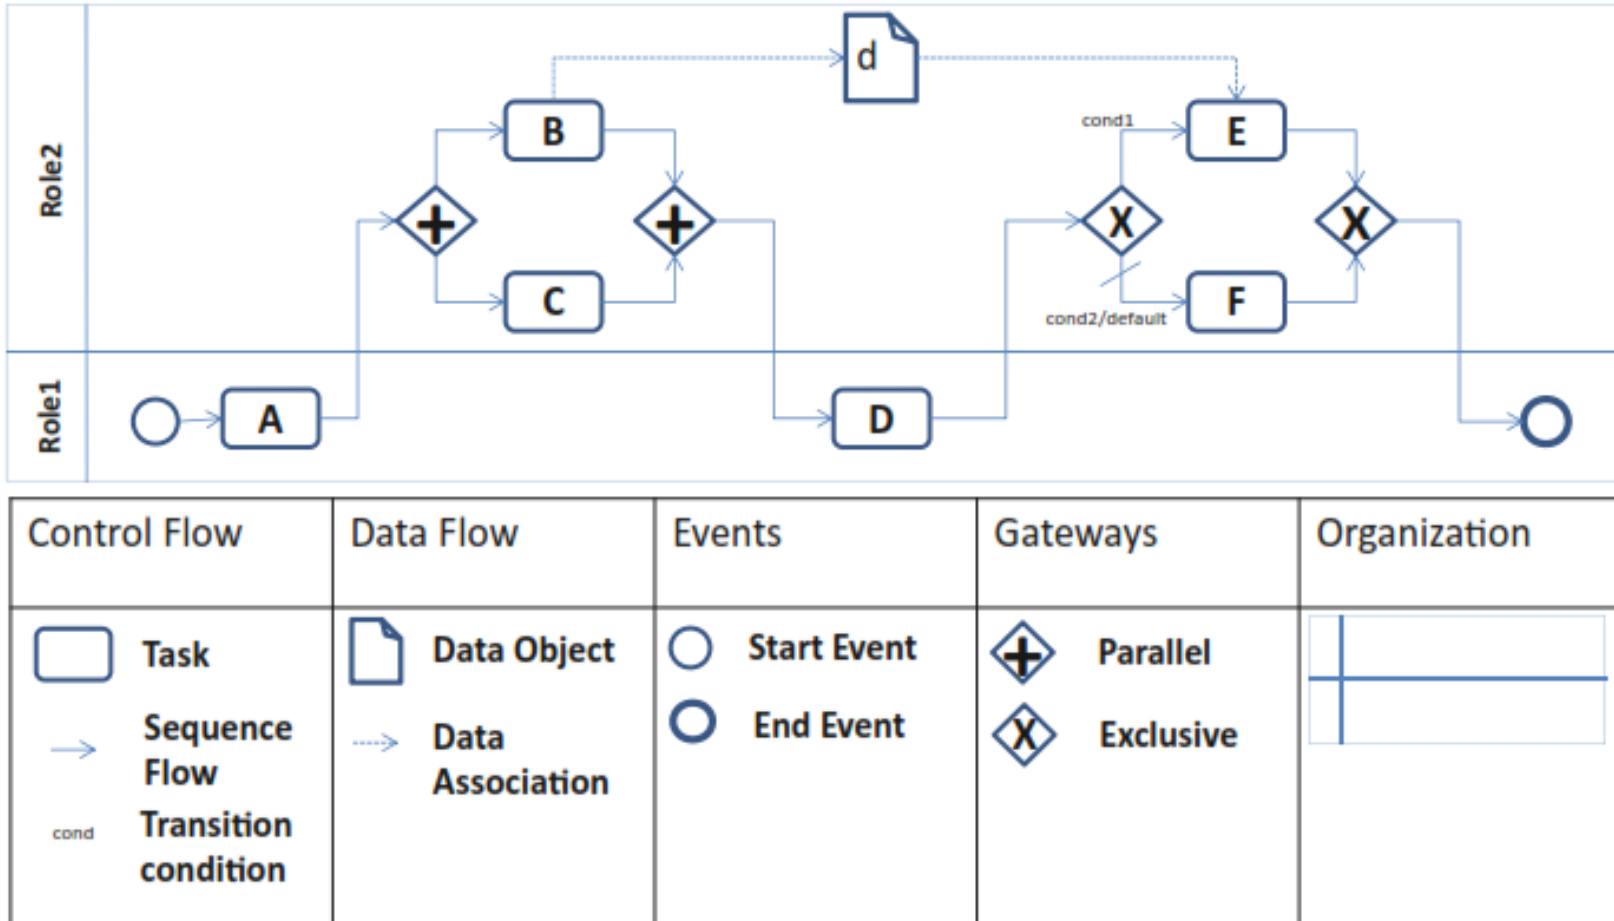 d
B
cond1
E
Role2
+
+
X
X
C
F
cond2/default
Role1
A
D
Control Flow
Data Flow
Events
Gateways
Organization
Task
Data Object
Start Event
+
Parallel
Sequence
Flow
Data
Association
End Event
X
Exclusive
cond
Transition
condition